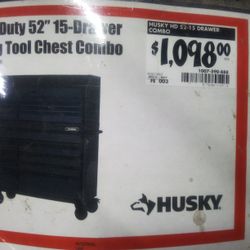 Duty 52" 15-Drawer
Tool Chest Combo
HUSKY HD 52-15 DRAWER
COMBO
$1,098.00
1007-390-888
HUSKY